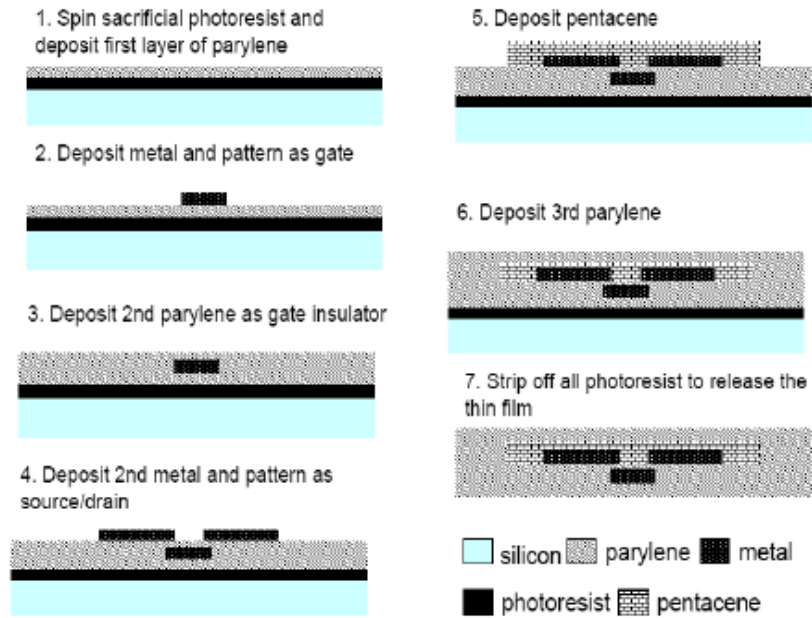 1. Spin sacrificial photoresist and
deposit first layer of parylene
2. Deposit metal and pattern as gate
3. Deposit 2nd parylene as gate insulator
4. Deposit 2nd metal and pattern as
source/drain
5. Deposit pentacene
6. Deposit 3rd parylene
7. Strip off all photoresist to release the
thin film
silicon parylene metal
photoresist pentacene